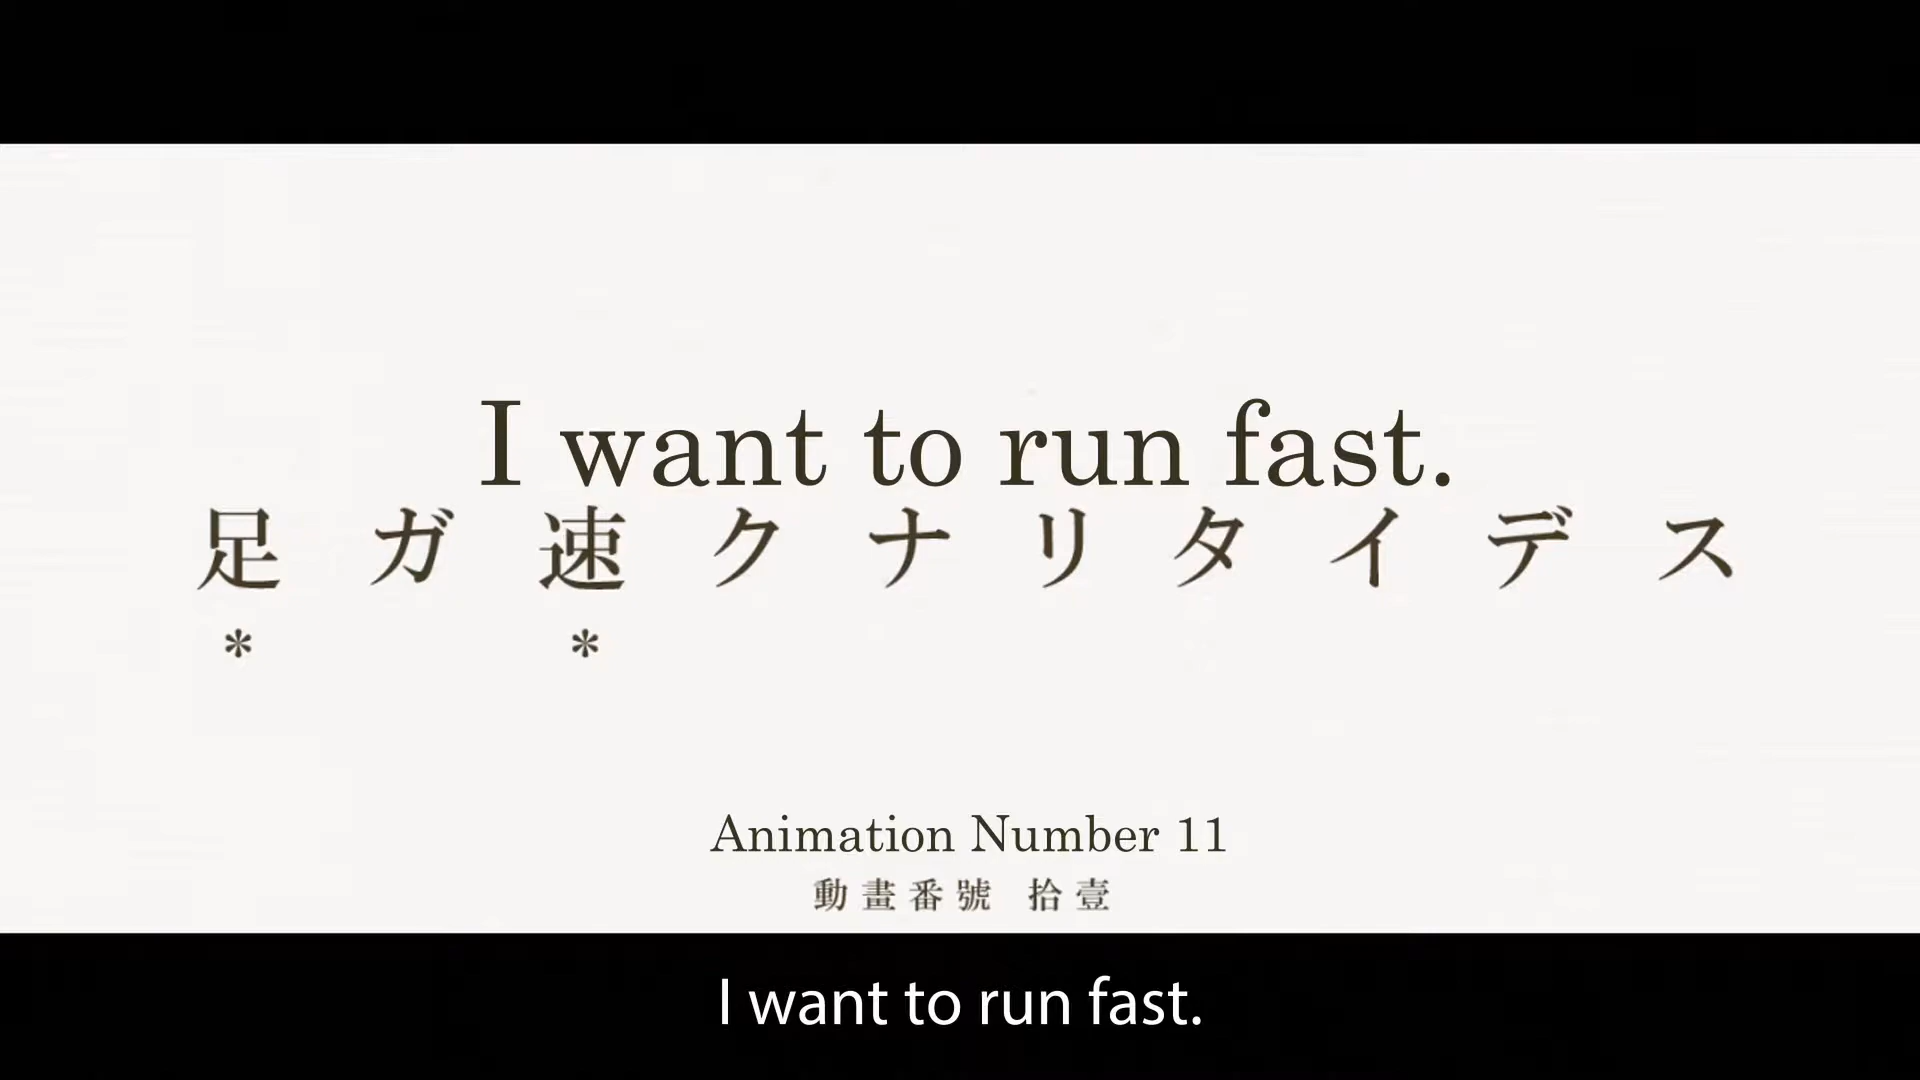 I want to run fast.
足ガ速クナリタイデス
* *
Animation Number 11
動畫番號 拾壹
I want to run fast.